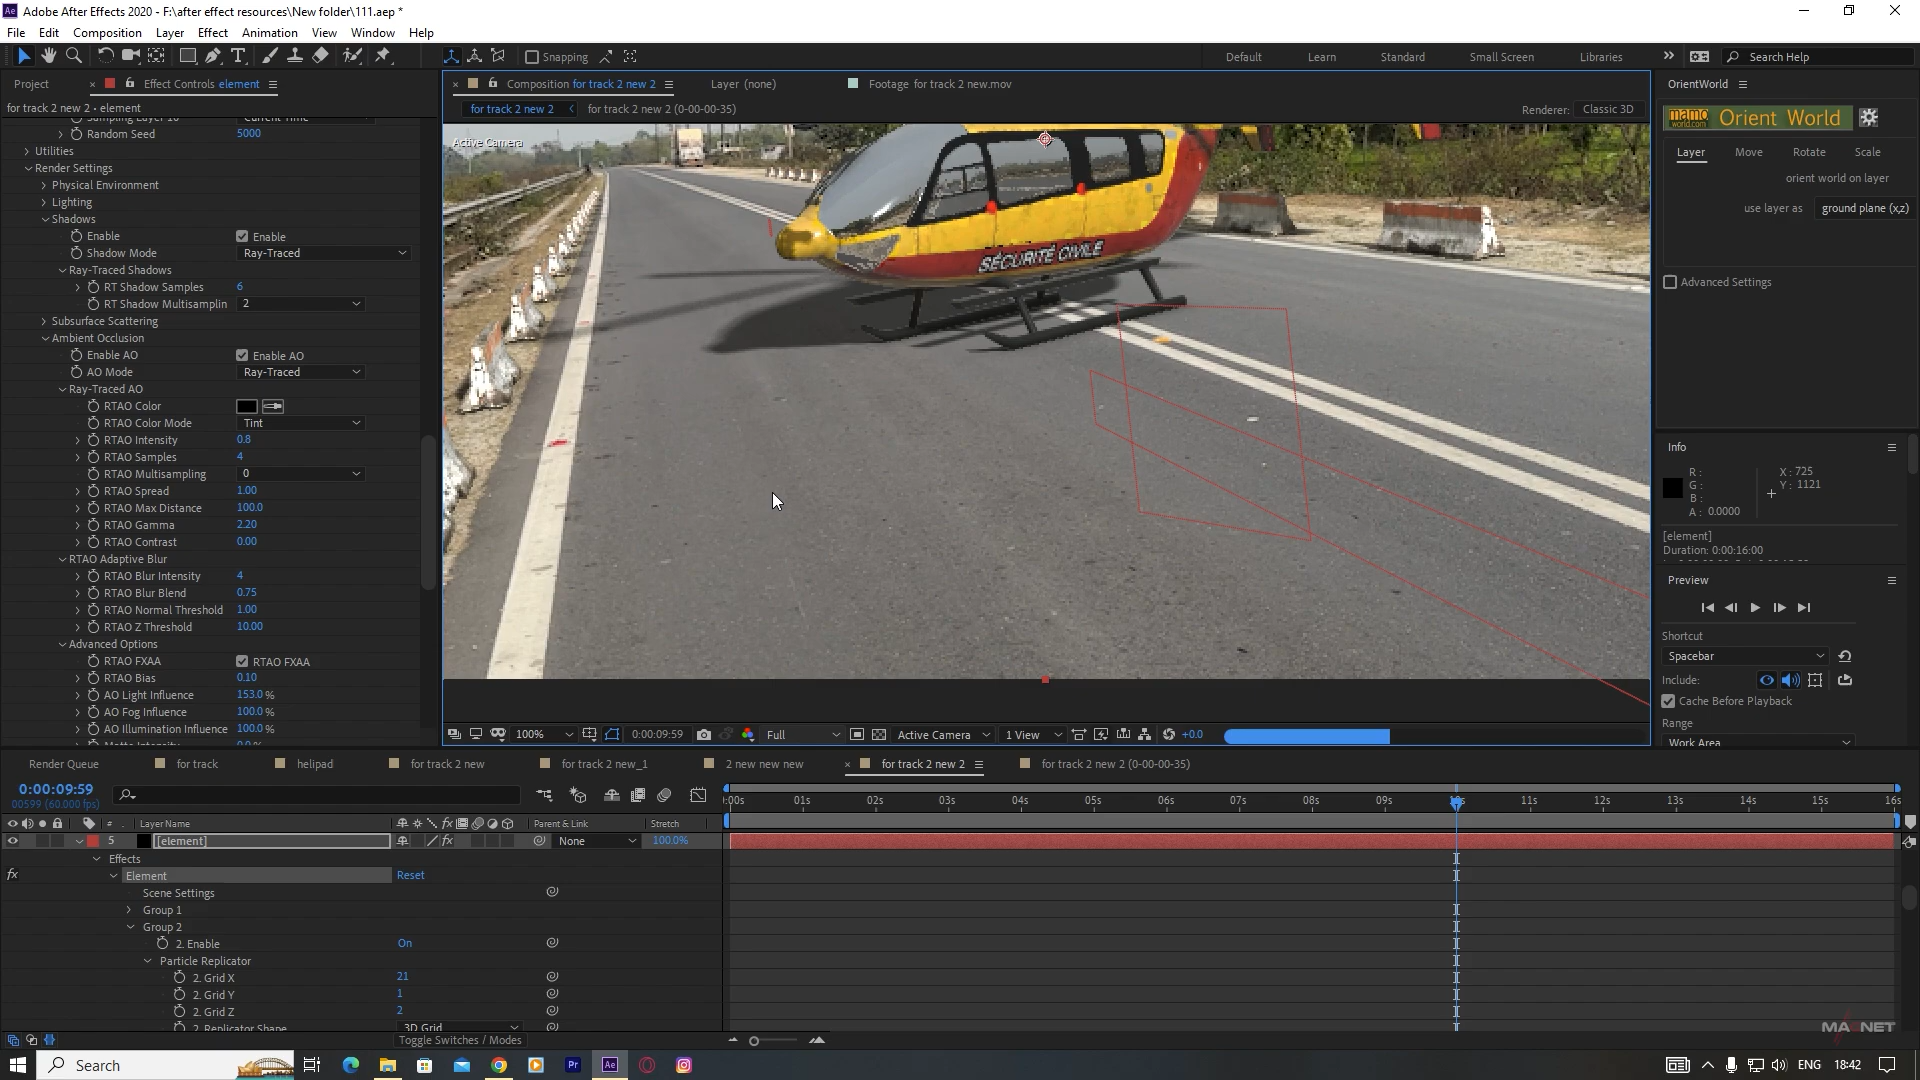 Adobe After Effects 2020 - F:\after effect resources\New folder\111.aep *
File Edit Composition Layer Effect Animation View Window Help
Snapping
Default Learn Standard Small Screen Libraries
Search Help
Project
Effect Controls element
Composition for track 2 new 2
Layer (none)
Footage for track 2 new.mov
OrientWorld
for track 2 new 2 • element
for track 2 new 2
for track 2 new 2 (0-00-00-35)
Renderer: Classic 3D
Random Seed 5000
Utilities
Render Settings
Physical Environment
Lighting
Shadows
Enable Enable
Shadow Mode Ray-Traced
Ray-Traced Shadows
RT Shadow Samples 6
RT Shadow Multisamplin 2
Subsurface Scattering
Ambient Occlusion
Enable AO Enable AO
AO Mode Ray-Traced
Ray-Traced AO
RTAO Color
RTAO Color Mode Tint
RTAO Intensity 0.8
RTAO Samples 4
RTAO Multisampling 0
RTAO Spread 1.00
RTAO Max Distance 100.0
RTAO Gamma 2.20
RTAO Contrast 0.00
RTAO Adaptive Blur
RTAO Blur Intensity 4
RTAO Blur Blend 0.75
RTAO Normal Threshold 1.00
RTAO Z Threshold 10.00
Advanced Options
RTAO FXAA RTAO FXAA
RTAO Bias 0.10
AO Light Influence 153.0 %
AO Fog Influence 100.0 %
AO Illumination Influence 100.0 %
Active Camera
SÉCURITÉ CIVILE
100% 0:00:09:59 Full Active Camera 1 View +0.0
mamo world.com Orient World
Layer Move Rotate Scale
orient world on layer
use layer as ground plane (x,z)
Advanced Settings
Info
R :
G :
B :
A : 0.0000
X : 725
Y : 1121
[element]
Duration: 0:00:16:00
Preview
Shortcut
Spacebar
Include:
Cache Before Playback
Range
Work Area
Render Queue
for track
helipad
for track 2 new
for track 2 new_1
2 new new new
for track 2 new 2
for track 2 new 2 (0-00-00-35)
0:00:09:59
00599 (60.000 fps)
:00s 01s 02s 03s 04s 05s 06s 07s 08s 09s 11s 12s 13s 14s 15s 16s
# Layer Name Parent & Link Stretch
5 [element] None 100.0%
Effects
fx Element Reset
Scene Settings
Group 1
Group 2
2. Enable On
Particle Replicator
2. Grid X 21
2. Grid Y 1
2. Grid Z 2
2. Replicator Shape 3D Grid
Toggle Switches / Modes
Search
Pr Ae
ENG 18:42